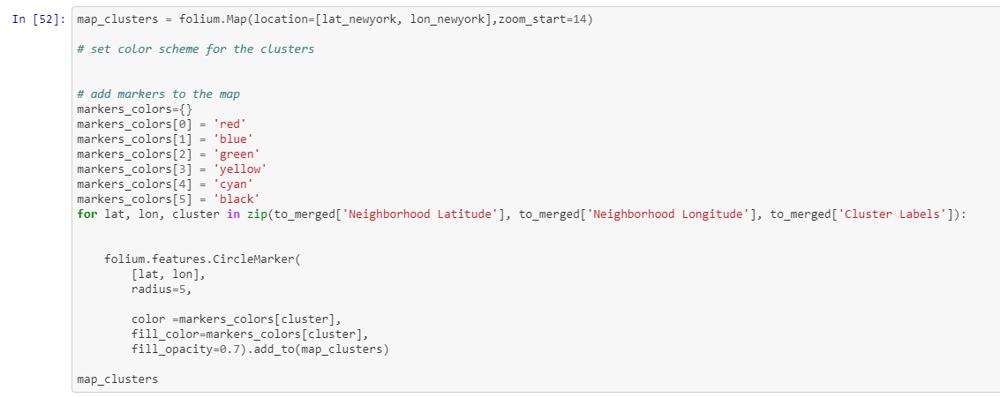 In [52]: map_clusters = folium.Map(location=[lat_newyork, lon_newyork],zoom_start=14)
# set color scheme for the clusters
# add markers to the map
markers_colors={}
markers_colors[0] = 'red'
markers_colors[1] = 'blue'
markers_colors[2] = 'green'
markers_colors[3] = 'yellow'
markers_colors[4] = 'cyan'
markers_colors[5] = 'black'
for lat, lon, cluster in zip(to_merged['Neighborhood Latitude'], to_merged['Neighborhood Longitude'], to_merged['Cluster Labels']):
    folium.features.CircleMarker(
        [lat, lon],
        radius=5,
        color =markers_colors[cluster],
        fill_color=markers_colors[cluster],
        fill_opacity=0.7).add_to(map_clusters)
map_clusters